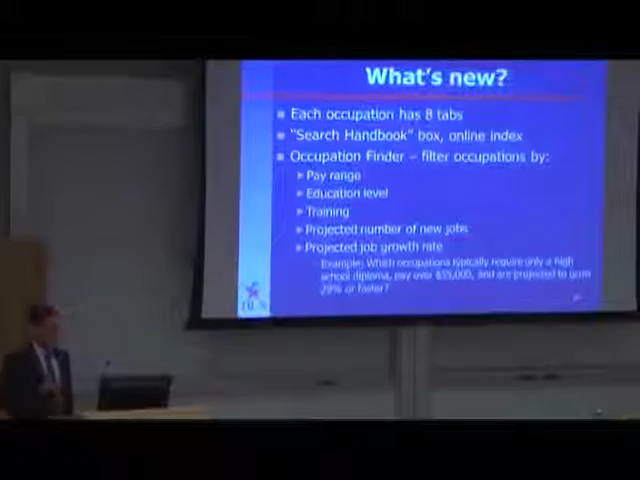 What's new?
Each occupation has 8 tabs
"Search Handbook" box, online index
Occupation Finder – filter occupations by:
Pay range
Education level
Training
Projected number of new jobs
Projected job growth rate
Example: Which occupations typically require only a high
school diploma, pay over $55,000, and are projected to grow
29% or faster?
BLS